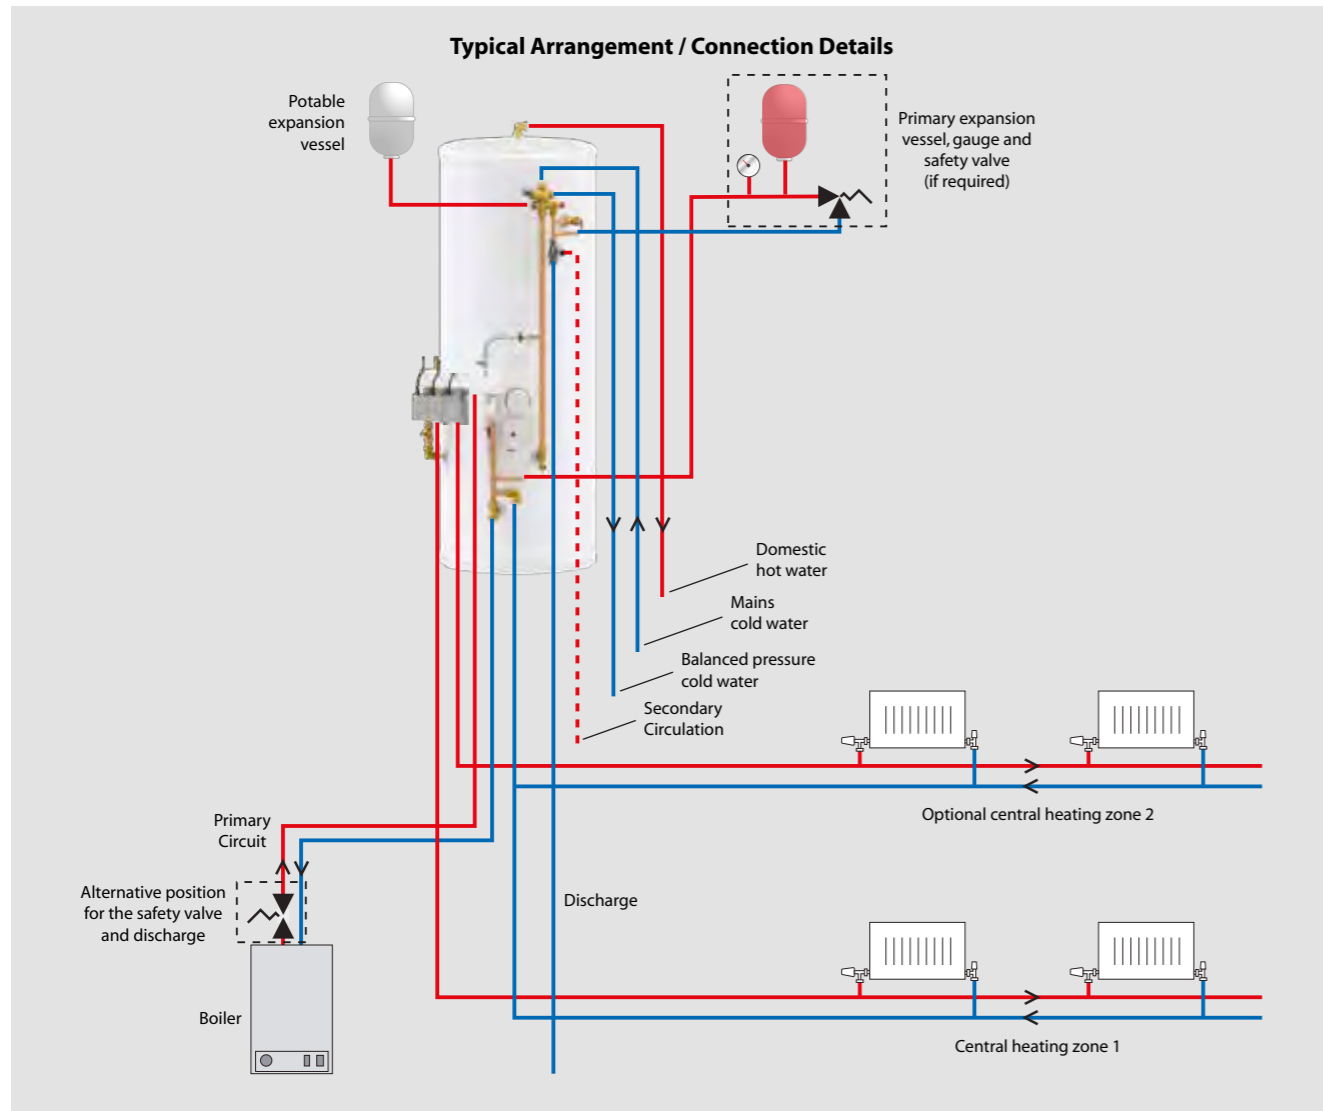 Typical Arrangement / Connection Details
Potable
expansion
vessel
Primary expansion
vessel, gauge and
safety valve
(if required)
Domestic
hot water
Mains
cold water
Balanced pressure
cold water
Secondary
Circulation
Optional central heating zone 2
Primary
Circuit
Alternative position
for the safety valve
and discharge
Discharge
Boiler
Central heating zone 1